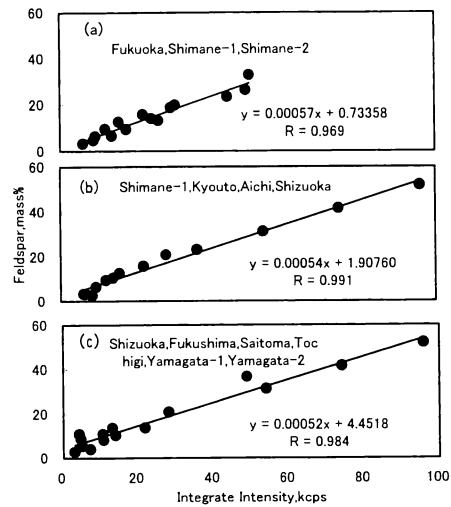 60
40
20
0
(a)
Fukuoka,Shimane-1,Shimane-2
y = 0.00057x + 0.73358
R = 0.969
60
40
20
0
(b)
Shimane-1,Kyouto,Aichi,Shizuoka
y = 0.00054x + 1.90760
R = 0.991
Feldspar,mass%
60
40
20
0
(c)
Shizuoka,Fukushima,Saitoma,Toc
higi,Yamagata-1,Yamagata-2
y = 0.00052x + 4.4518
R = 0.984
0 20 40 60 80 100
Integrate Intensity,kcps